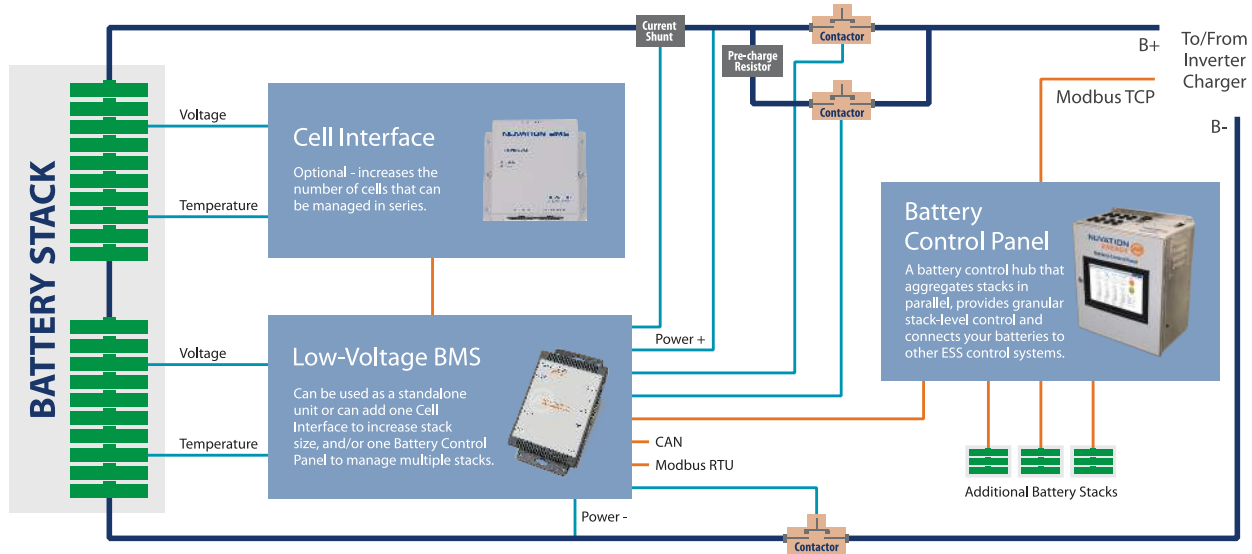 Current
Shunt
Contactor
B+
To/From
Inverter
Charger
Pre-charge
Resistor
Modbus TCP
Contactor
B-
BATTERY STACK
Voltage
Temperature
Cell Interface
Optional - increases the
number of cells that can
be managed in series.
NUVATION BMS
Battery
Control Panel
A battery control hub that
aggregates stacks in
parallel, provides granular
stack-level control and
connects your batteries to
other ESS control systems.
NUVATION
ENERGY
Battery Control Panel
Voltage
Temperature
Low-Voltage BMS
Can be used as a standalone
unit or can add one Cell
Interface to increase stack
size, and/or one Battery Control
Panel to manage multiple stacks.
Power +
CAN
Modbus RTU
Additional Battery Stacks
Power -
Contactor